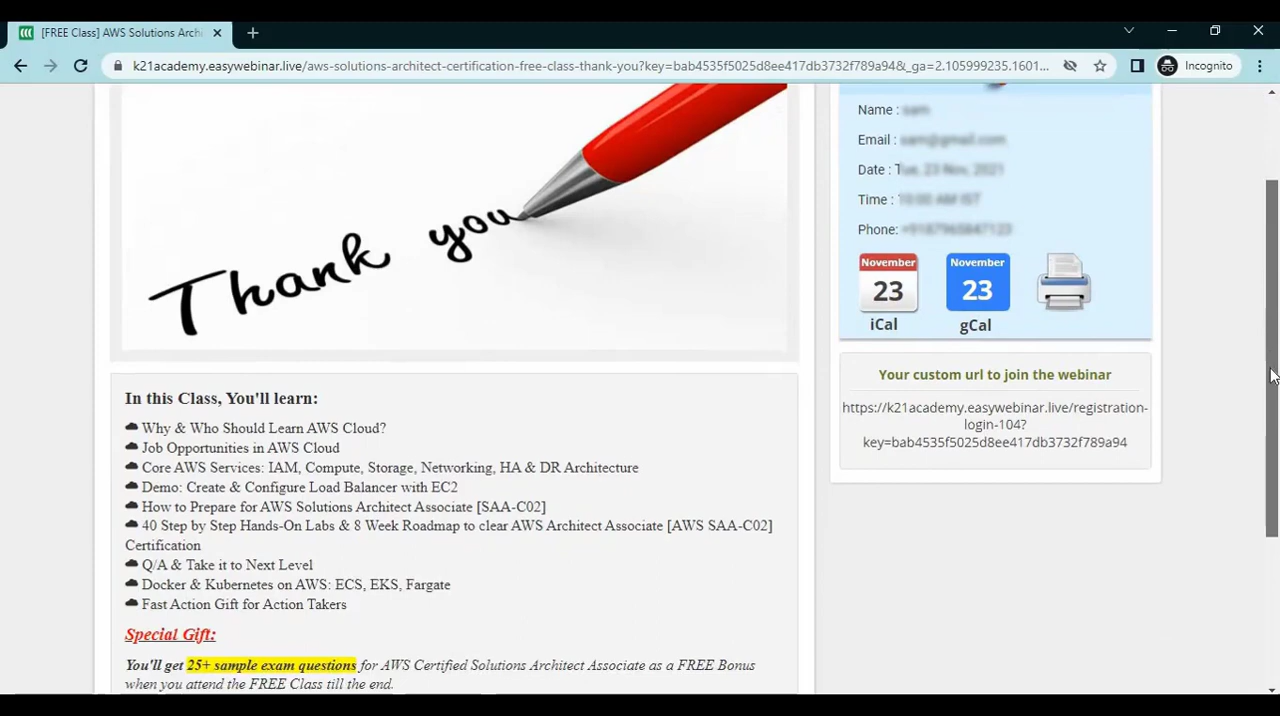 [FREE Class] AWS Solutions Archi
k21academy.easywebinar.live/aws-solutions-architect-certification-free-class-thank-you?key=bab4535f5025d8ee417db3732f789a94&_ga=2.105999235.1601...
Incognito
Thank you
In this Class, You'll learn:
Why & Who Should Learn AWS Cloud?
Job Opportunities in AWS Cloud
Core AWS Services: IAM, Compute, Storage, Networking, HA & DR Architecture
Demo: Create & Configure Load Balancer with EC2
How to Prepare for AWS Solutions Architect Associate [SAA-C02]
40 Step by Step Hands-On Labs & 8 Week Roadmap to clear AWS Architect Associate [AWS SAA-C02]
Certification
Q/A & Take it to Next Level
Docker & Kubernetes on AWS: ECS, EKS, Fargate
Fast Action Gift for Action Takers
Special Gift:
You'll get 25+ sample exam questions for AWS Certified Solutions Architect Associate as a FREE Bonus
when you attend the FREE Class till the end.
Name :
Email :
Date :
Time :
Phone:
November November
23 23
iCal gCal
Your custom url to join the webinar
https://k21academy.easywebinar.live/registration-
login-104?
key=bab4535f5025d8ee417db3732f789a94